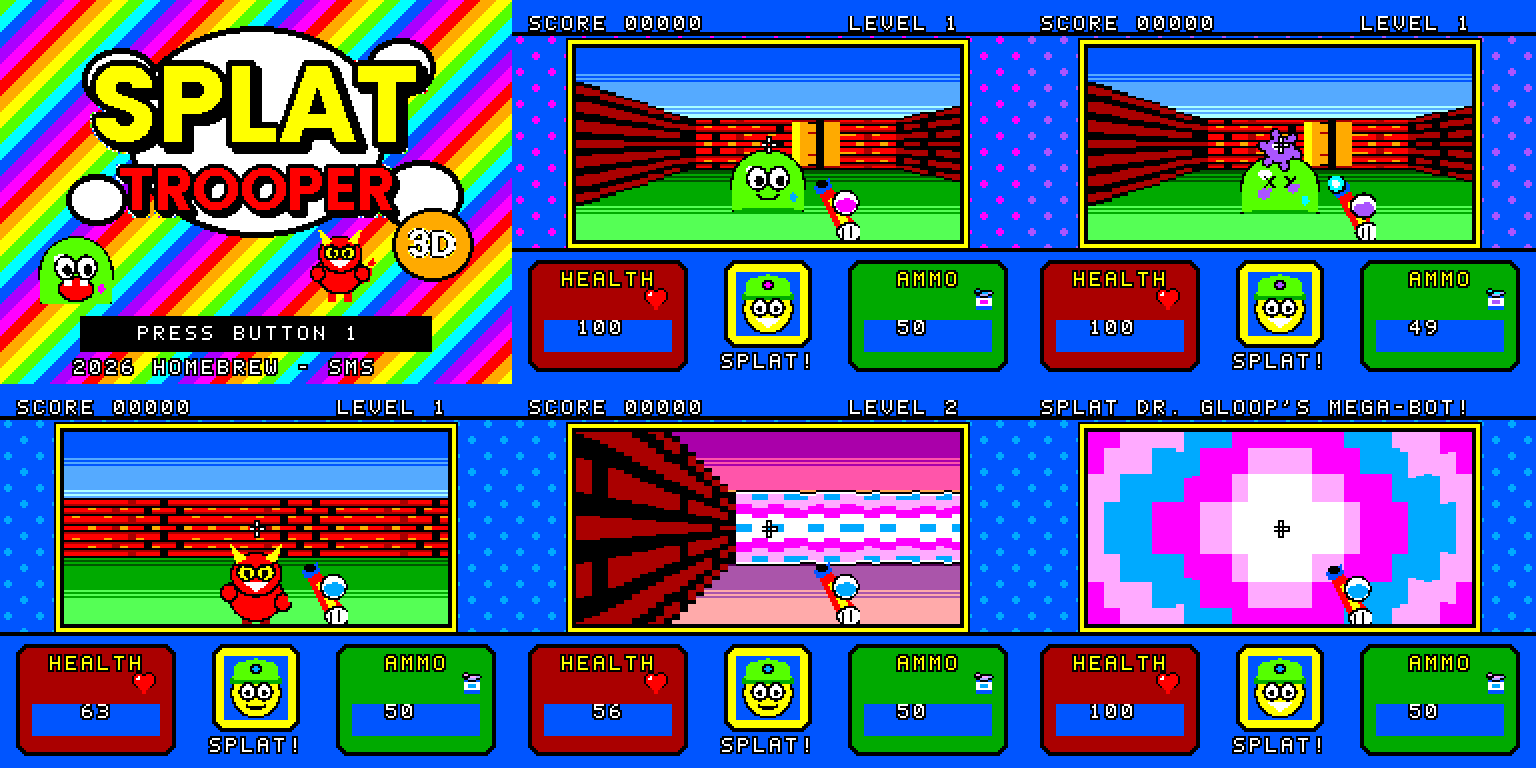 SPLAT
TROOPER
3D
PRESS BUTTON 1
2026 HOMEBREW - SMS
SCORE 00000 LEVEL 1
HEALTH AMMO
100 50
SPLAT!
SCORE 00000 LEVEL 1
HEALTH AMMO
100 49
SPLAT!
SCORE 00000 LEVEL 1
HEALTH AMMO
63 50
SPLAT!
SCORE 00000 LEVEL 2
HEALTH AMMO
56 50
SPLAT!
SPLAT DR. GLOOP'S MEGA-BOT!
HEALTH AMMO
100 50
SPLAT!